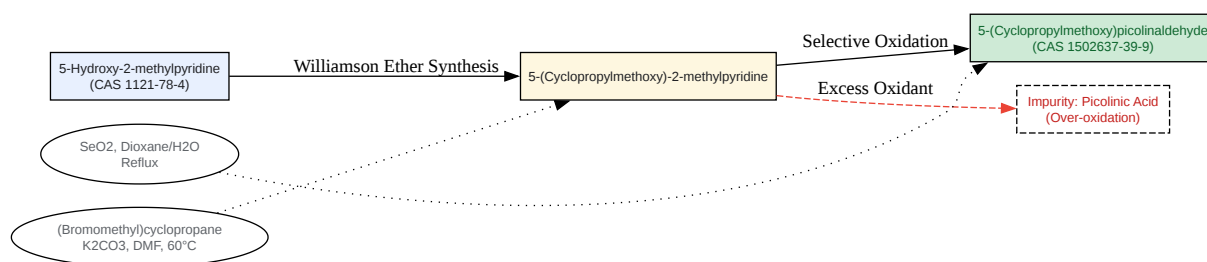 5-Hydroxy-2-methylpyridine
(CAS 1121-78-4)
Williamson Ether Synthesis
5-(Cyclopropylmethoxy)-2-methylpyridine
Selective Oxidation
5-(Cyclopropylmethoxy)picolinaldehyde
(CAS 1502637-39-9)
Excess Oxidant
Impurity: Picolinic Acid
(Over-oxidation)
SeO2, Dioxane/H2O
Reflux
(Bromomethyl)cyclopropane
K2CO3, DMF, 60°C